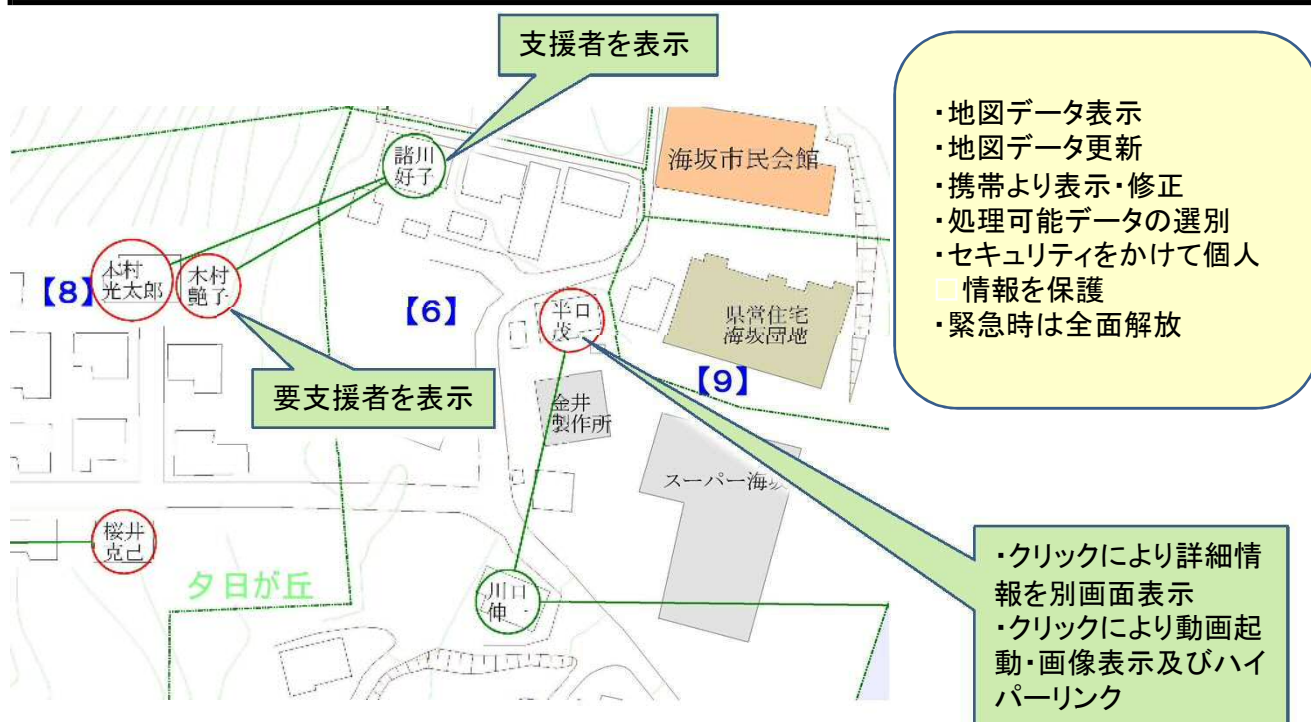 支援者を表示
・地図データ表示
・地図データ更新
・携帯より表示・修正
・処理可能データの選別
・セキュリティをかけて個人
情報を保護
・緊急時は全面解放
諸川
好子
海坂市民会館
【8】
木村
光太郎
木村
艶子
【6】
平口
茂
県営住宅
海坂団地
【9】
要支援者を表示
金井
製作所
スーパー海坂
桜井
克己
夕日が丘
川口
伸一
・クリックにより詳細情
報を別画面表示
・クリックにより動画起
動・画像表示及びハイ
パーリンク